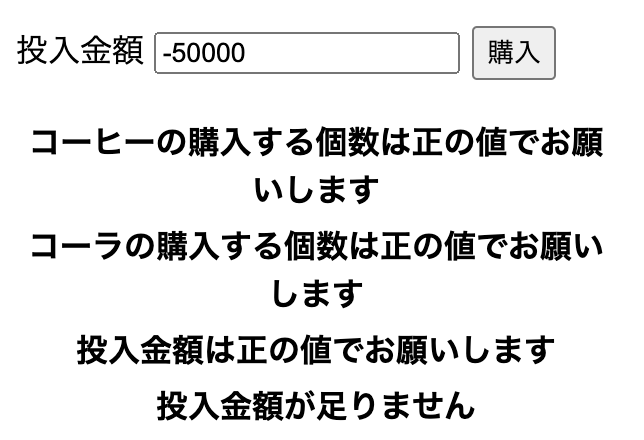 投入金額 -50000 購入
コーヒーの購入する個数は正の値でお願
いします
コーラの購入する個数は正の値でお願い
します
投入金額は正の値でお願いします
投入金額が足りません